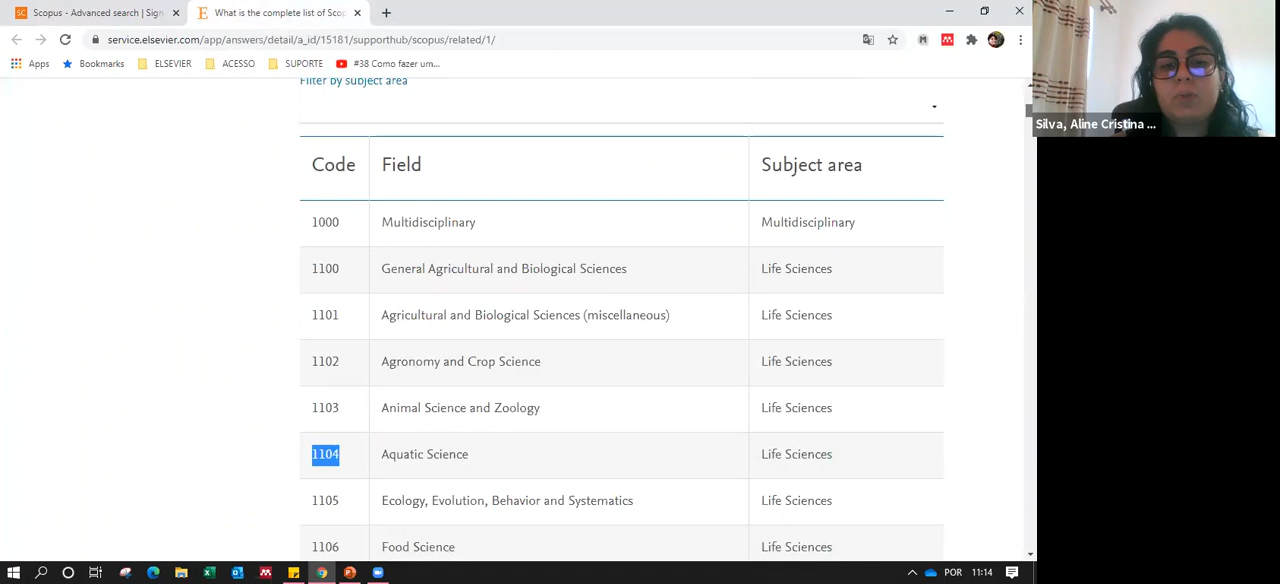 Scopus - Advanced search | Sign
What is the complete list of Scop
service.elsevier.com/app/answers/detail/a_id/15181/supporthub/scopus/related/1/
Apps
Bookmarks
ELSEVIER
ACESSO
SUPORTE
#38 Como fazer um...
Silva, Aline Cristina ...
Filter by subject area
Code Field Subject area
1000 Multidisciplinary Multidisciplinary
1100 General Agricultural and Biological Sciences Life Sciences
1101 Agricultural and Biological Sciences (miscellaneous) Life Sciences
1102 Agronomy and Crop Science Life Sciences
1103 Animal Science and Zoology Life Sciences
1104 Aquatic Science Life Sciences
1105 Ecology, Evolution, Behavior and Systematics Life Sciences
1106 Food Science Life Sciences
POR 11:14